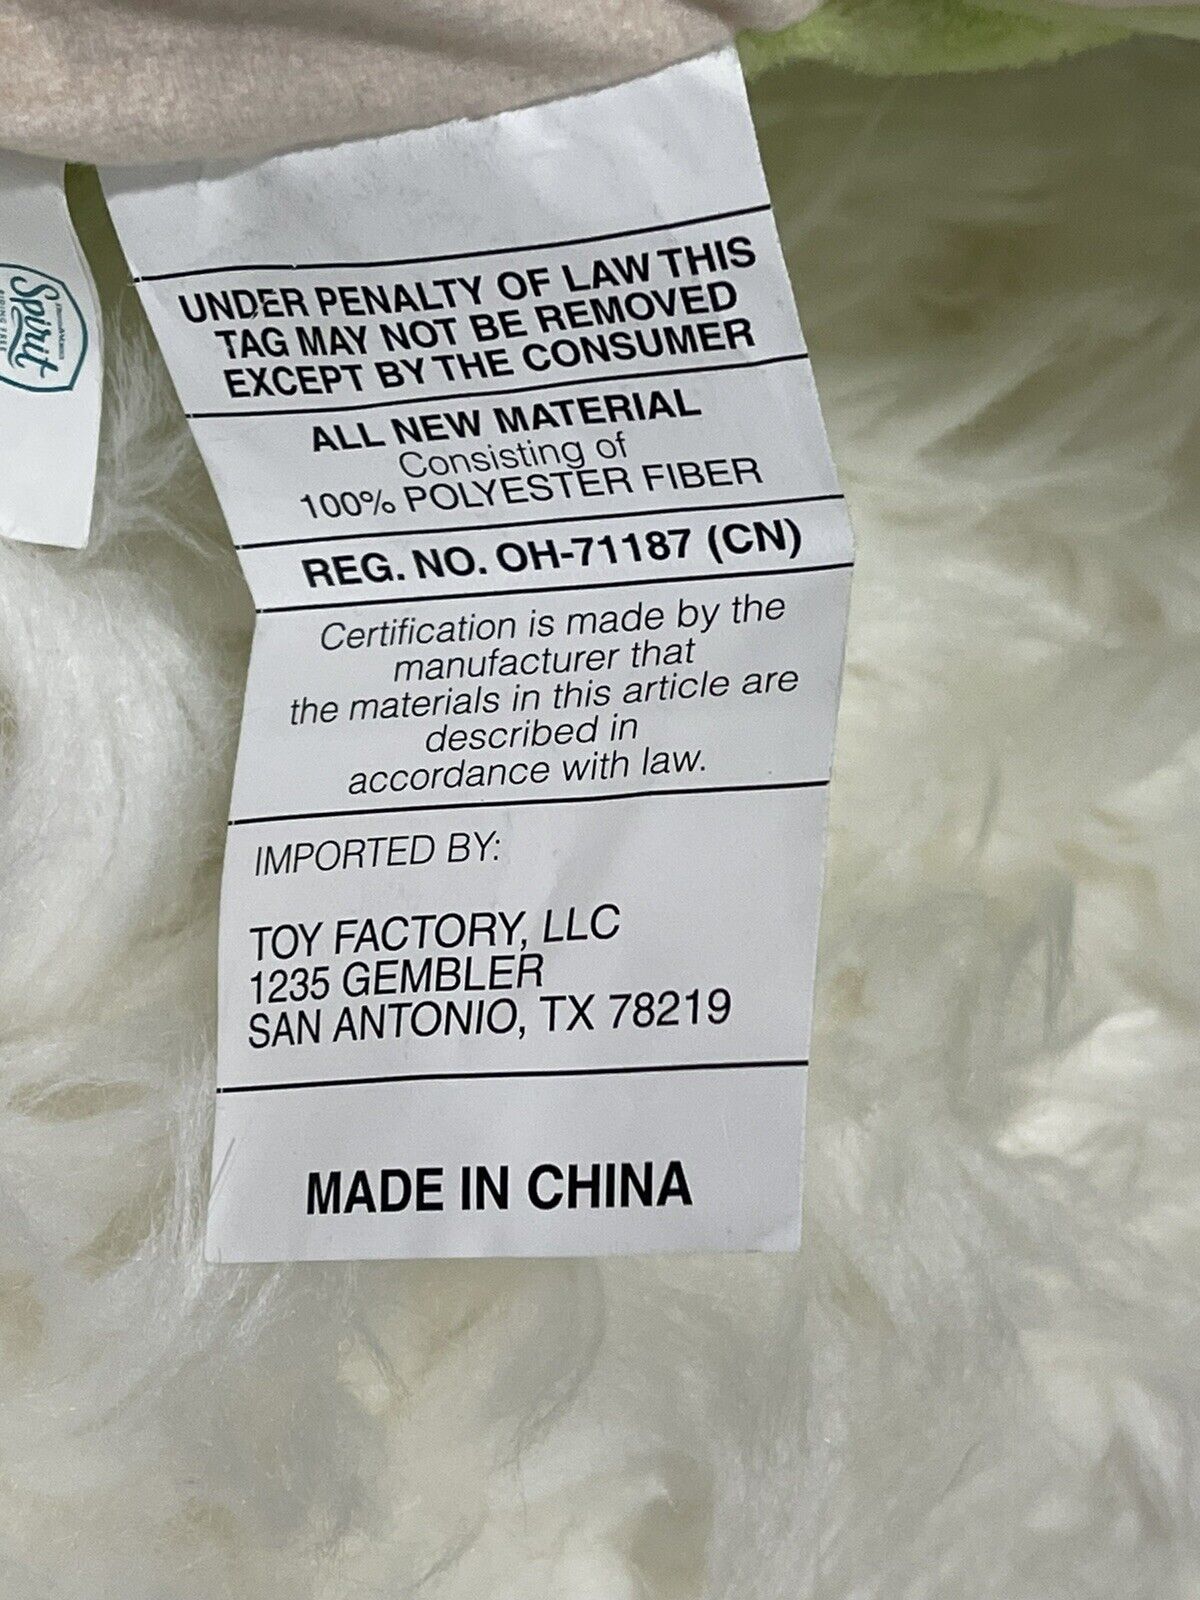 UNDER PENALTY OF LAW THIS
TAG MAY NOT BE REMOVED
EXCEPT BY THE CONSUMER
ALL NEW MATERIAL
Consisting of
100% POLYESTER FIBER
REG. NO. OH-71187 (CN)
Certification is made by the
manufacturer that
the materials in this article are
described in
accordance with law.
IMPORTED BY:
TOY FACTORY, LLC
1235 GEMBLER
SAN ANTONIO, TX 78219
MADE IN CHINA
Spirit